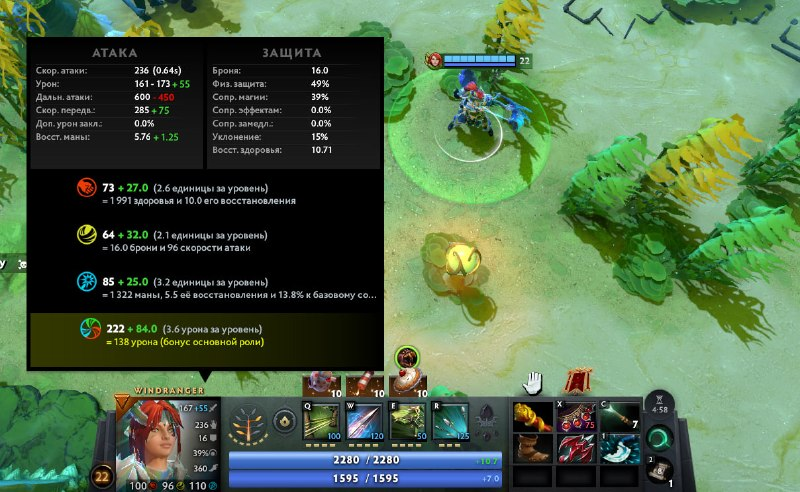 АТАКА
Скор. атаки: 236 (0.64s)
Урон: 161 - 173 + 55
Дальн. атаки: 600 - 450
Скор. передв.: 285 + 75
Доп. урон закл.: 0.0%
Восст. маны: 5.76 + 1.25
ЗАЩИТА
Броня: 16.0
Физ. защита: 49%
Сопр. магии: 39%
Сопр. эффектам: 0.0%
Сопр. замедл.: 0.0%
Уклонение: 15%
Восст. здоровья: 10.71
73 + 27.0 (2.6 единицы за уровень)
= 1 991 здоровья и 10.0 его восстановления
64 + 32.0 (2.1 единицы за уровень)
= 16.0 брони и 96 скорости атаки
85 + 25.0 (3.2 единицы за уровень)
= 1 322 маны, 5.5 её восстановления и 13.8% к базовому со...
222 + 84.0 (3.6 урона за уровень)
= 138 урона (бонус основной роли)
22
y
WINDRANGER
167+55
236
16
39%
360
22
100 96 110
10 10 10
Q W E R
100 120 50 125
2280 / 2280 +10.7
1595 / 1595 +7.0
X C
75 7
4:58
8
1